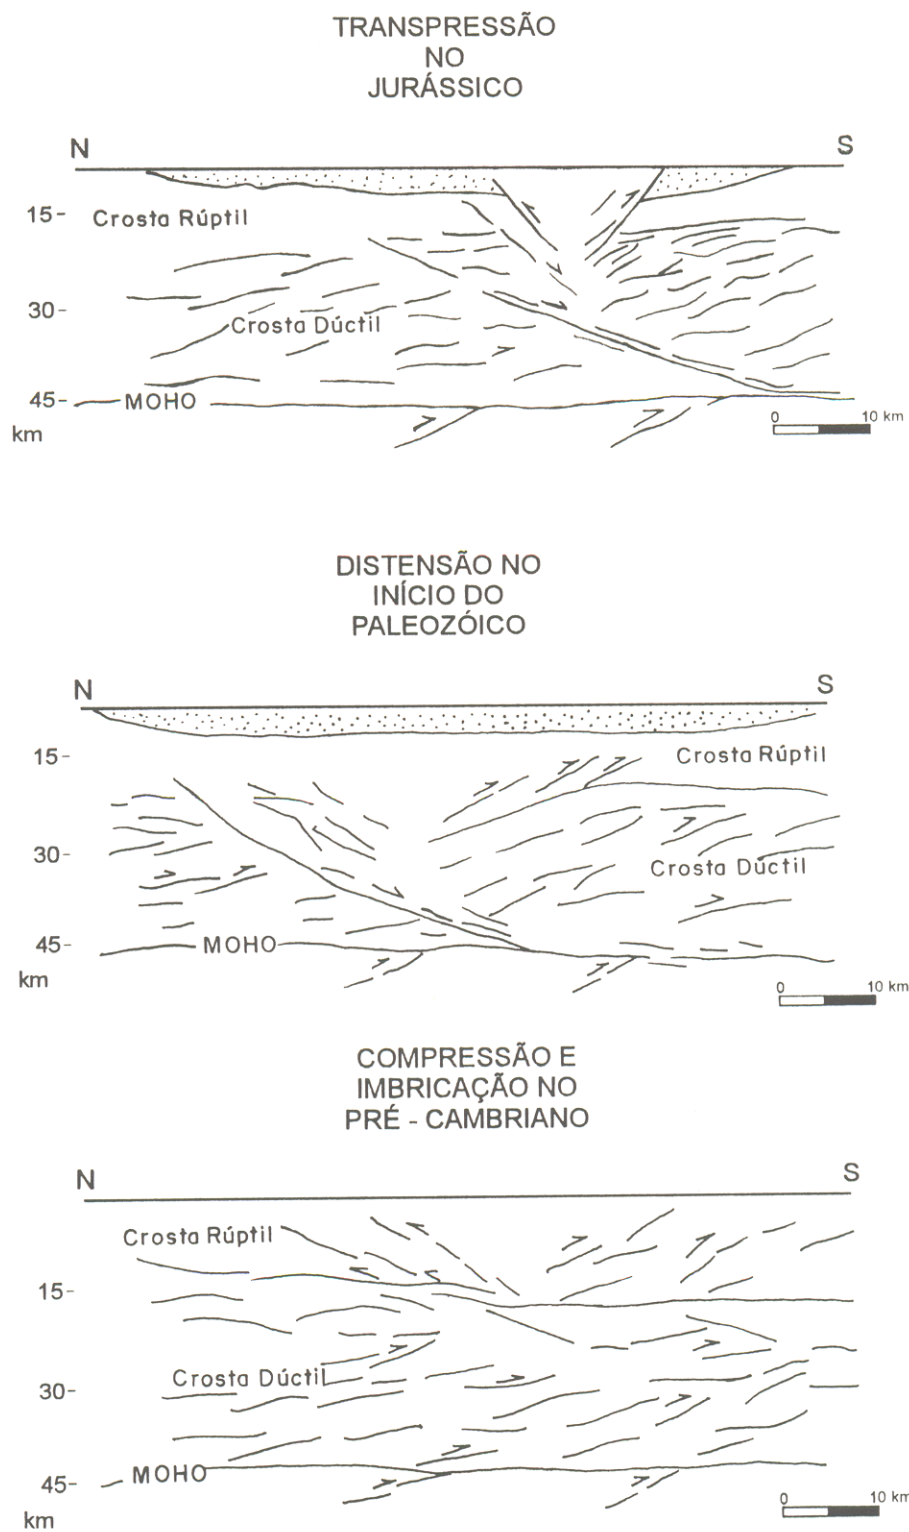 TRANSPRESSÃO
NO
JURÁSSICO
N
S
15-
Crosta Rúptil
30-
Crosta Dúctil
45-
MOHO
km
0 10 km
DISTENSÃO NO
INÍCIO DO
PALEOZÓICO
N
S
15-
Crosta Rúptil
30-
Crosta Dúctil
45-
MOHO
km
0 10 km
COMPRESSÃO E
IMBRICAÇÃO NO
PRÉ - CAMBRIANO
N
S
Crosta Rúptil
15-
Crosta Dúctil
30-
MOHO
45-
km
0 10 km